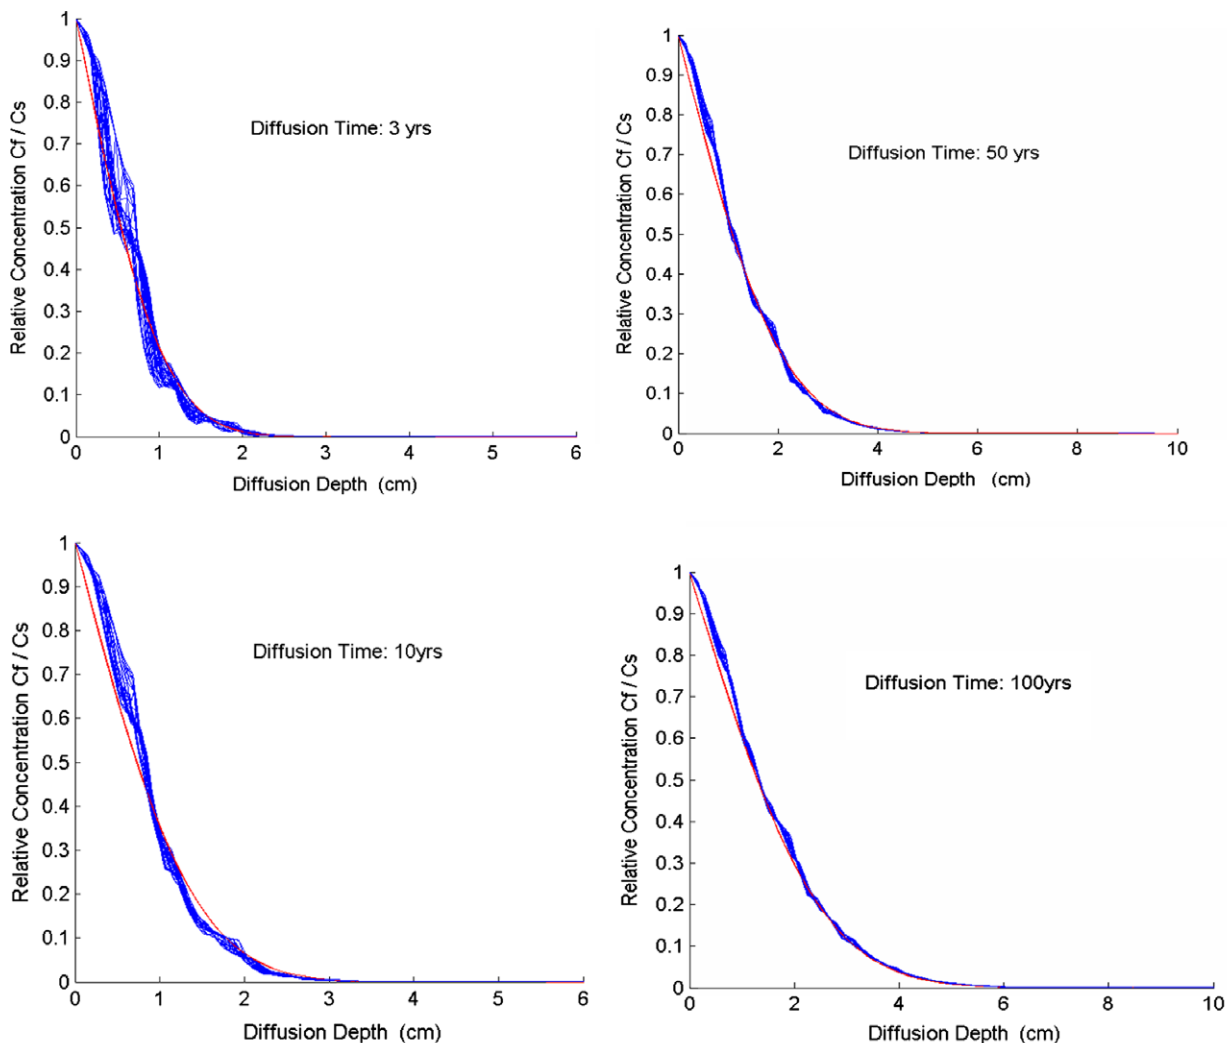 Relative Concentration Cf / Cs
1
0.9
0.8
0.7
0.6
0.5
0.4
0.3
0.2
0.1
0
Diffusion Time: 3 yrs
0 1 2 3 4 5 6
Diffusion Depth (cm)
Relative Concentration Cf / Cs
1
0.9
0.8
0.7
0.6
0.5
0.4
0.3
0.2
0.1
0
Diffusion Time: 50 yrs
0 2 4 6 8 10
Diffusion Depth (cm)
Relative Concentration Cf / Cs
1
0.9
0.8
0.7
0.6
0.5
0.4
0.3
0.2
0.1
0
Diffusion Time: 10yrs
0 1 2 3 4 5 6
Diffusion Depth (cm)
Relative Concentration Cf / Cs
1
0.9
0.8
0.7
0.6
0.5
0.4
0.3
0.2
0.1
0
Diffusion Time: 100yrs
0 2 4 6 8 10
Diffusion Depth (cm)